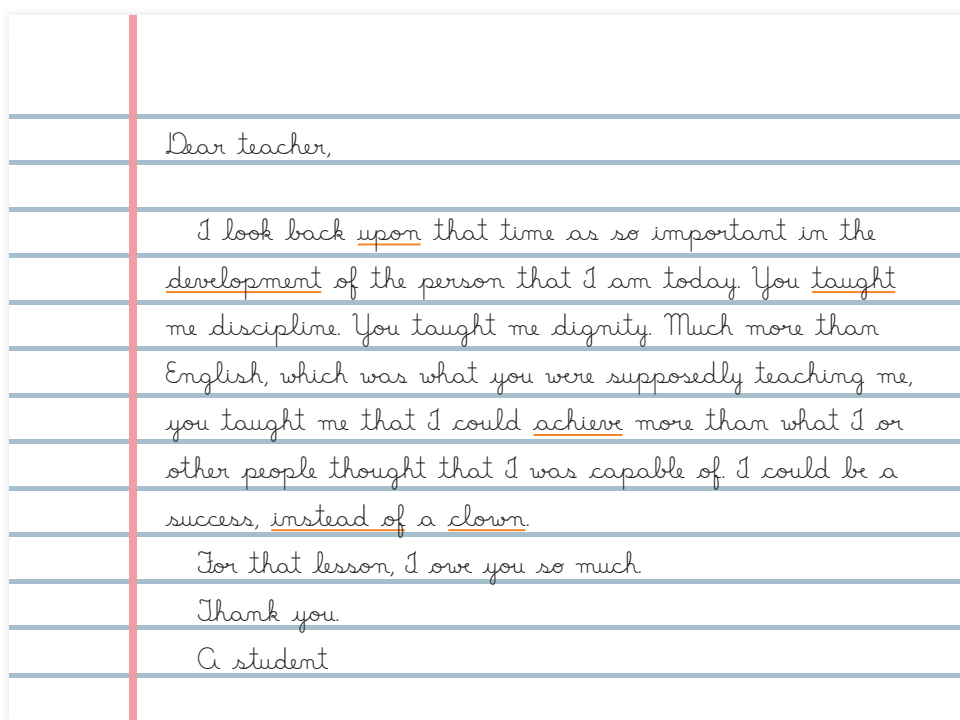 Dear teacher,
I look back upon that time as so important in the
development of the person that I am today. You taught
me discipline. You taught me dignity. Much more than
English, which was what you were supposedly teaching me,
you taught me that I could achieve more than what I or
other people thought that I was capable of. I could be a
success, instead of a clown.
For that lesson, I owe you so much.
Thank you.
A student